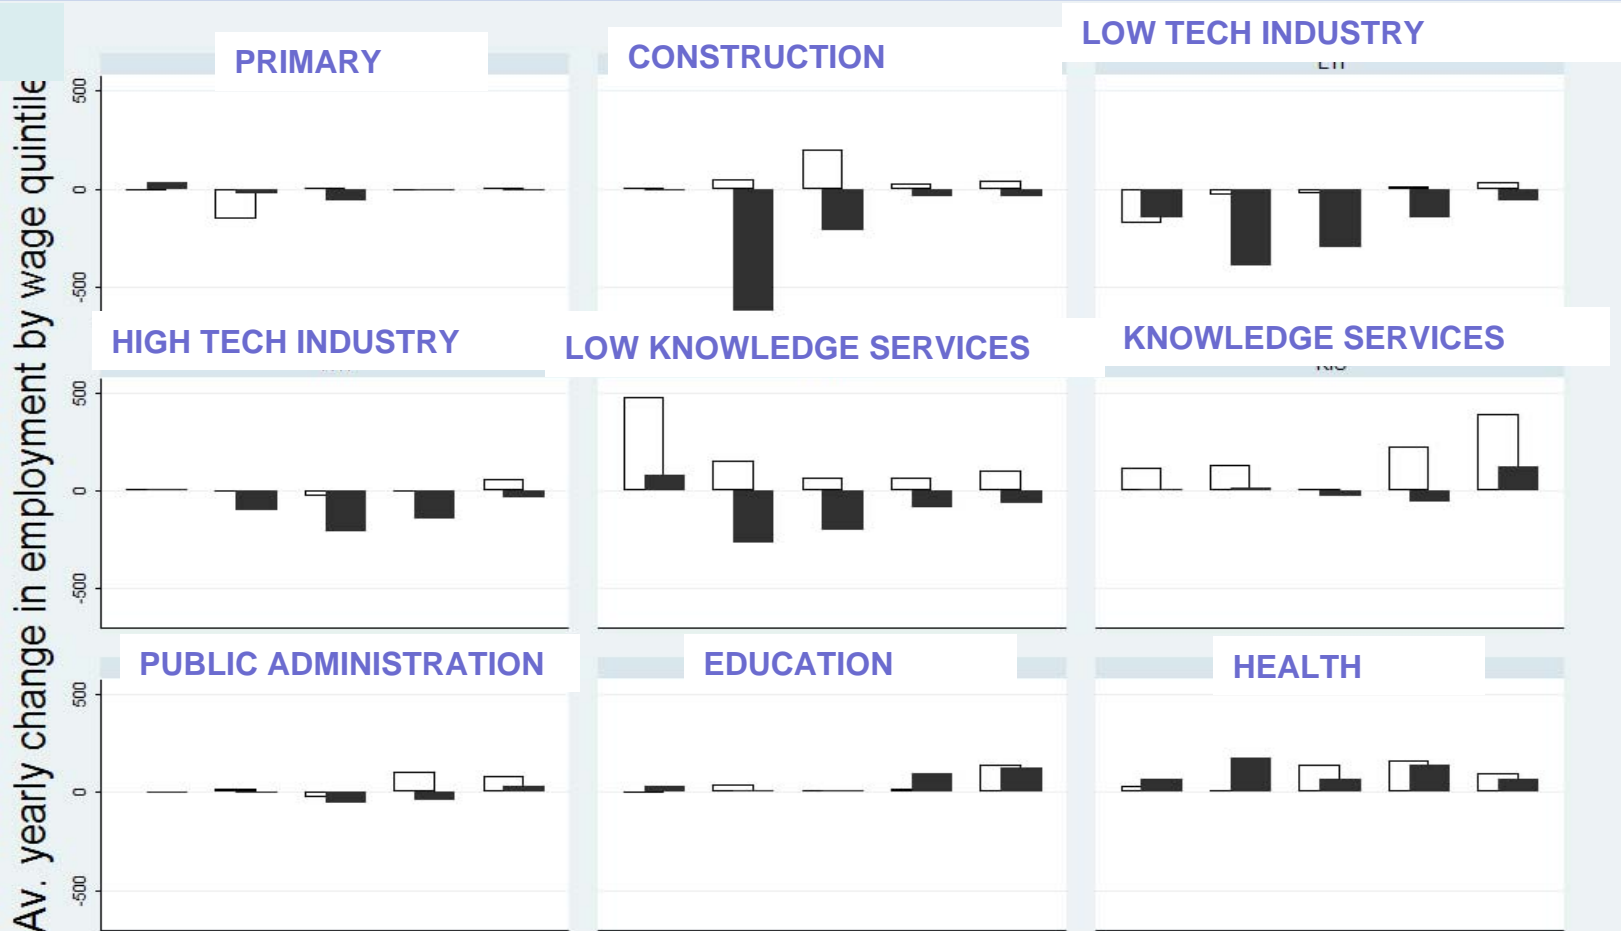 Av. yearly change in employment by wage quintile
PRIMARY
CONSTRUCTION
LOW TECH INDUSTRY
500
0
-500
HIGH TECH INDUSTRY
LOW KNOWLEDGE SERVICES
KNOWLEDGE SERVICES
500
0
-500
PUBLIC ADMINISTRATION
EDUCATION
HEALTH
500
0
-500